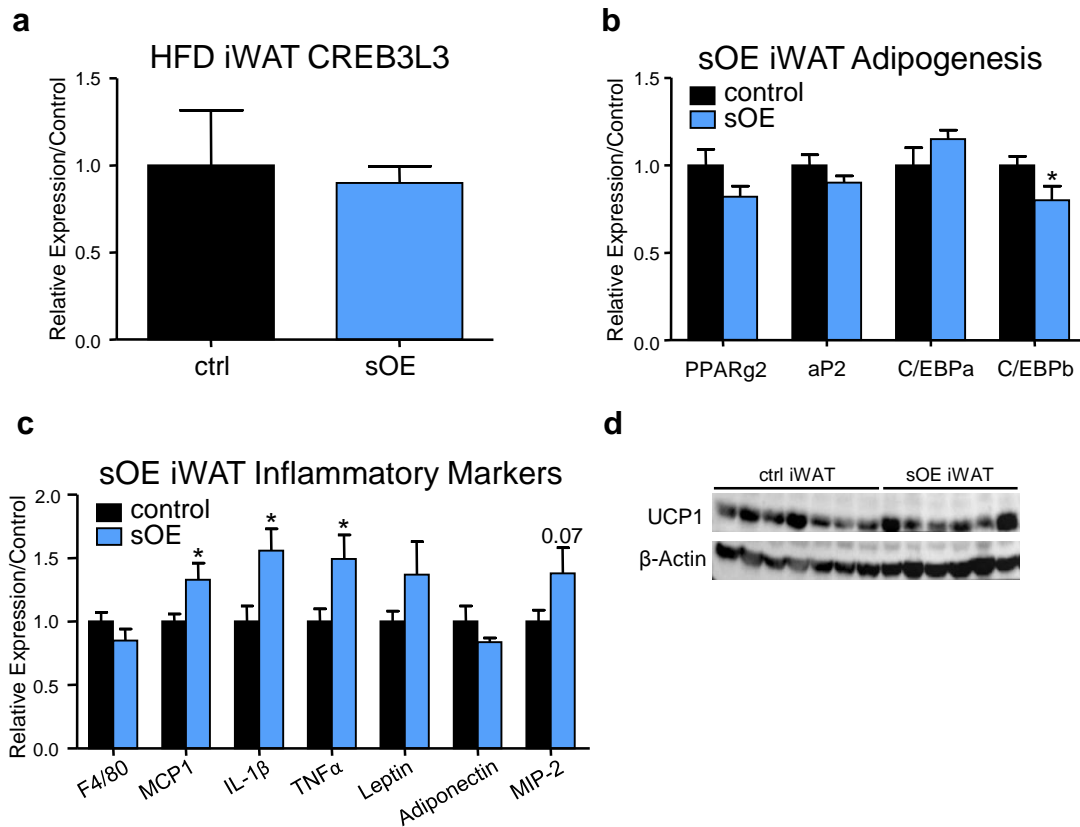 a
HFD iWAT CREB3L3
Relative Expression/Control
1.5
1.0
0.5
0.0
ctrl
sOE
b
sOE iWAT Adipogenesis
control
sOE
Relative Expression/Control
1.5
1.0
0.5
0.0
*
PPARg2
aP2
C/EBPa
C/EBPb
c
sOE iWAT Inflammatory Markers
control
sOE
Relative Expression/Control
2.0
1.5
1.0
0.5
0.0
*
*
*
0.07
F4/80
MCP1
IL-1β
TNFα
Leptin
Adiponectin
MIP-2
d
ctrl iWAT
sOE iWAT
UCP1
β-Actin